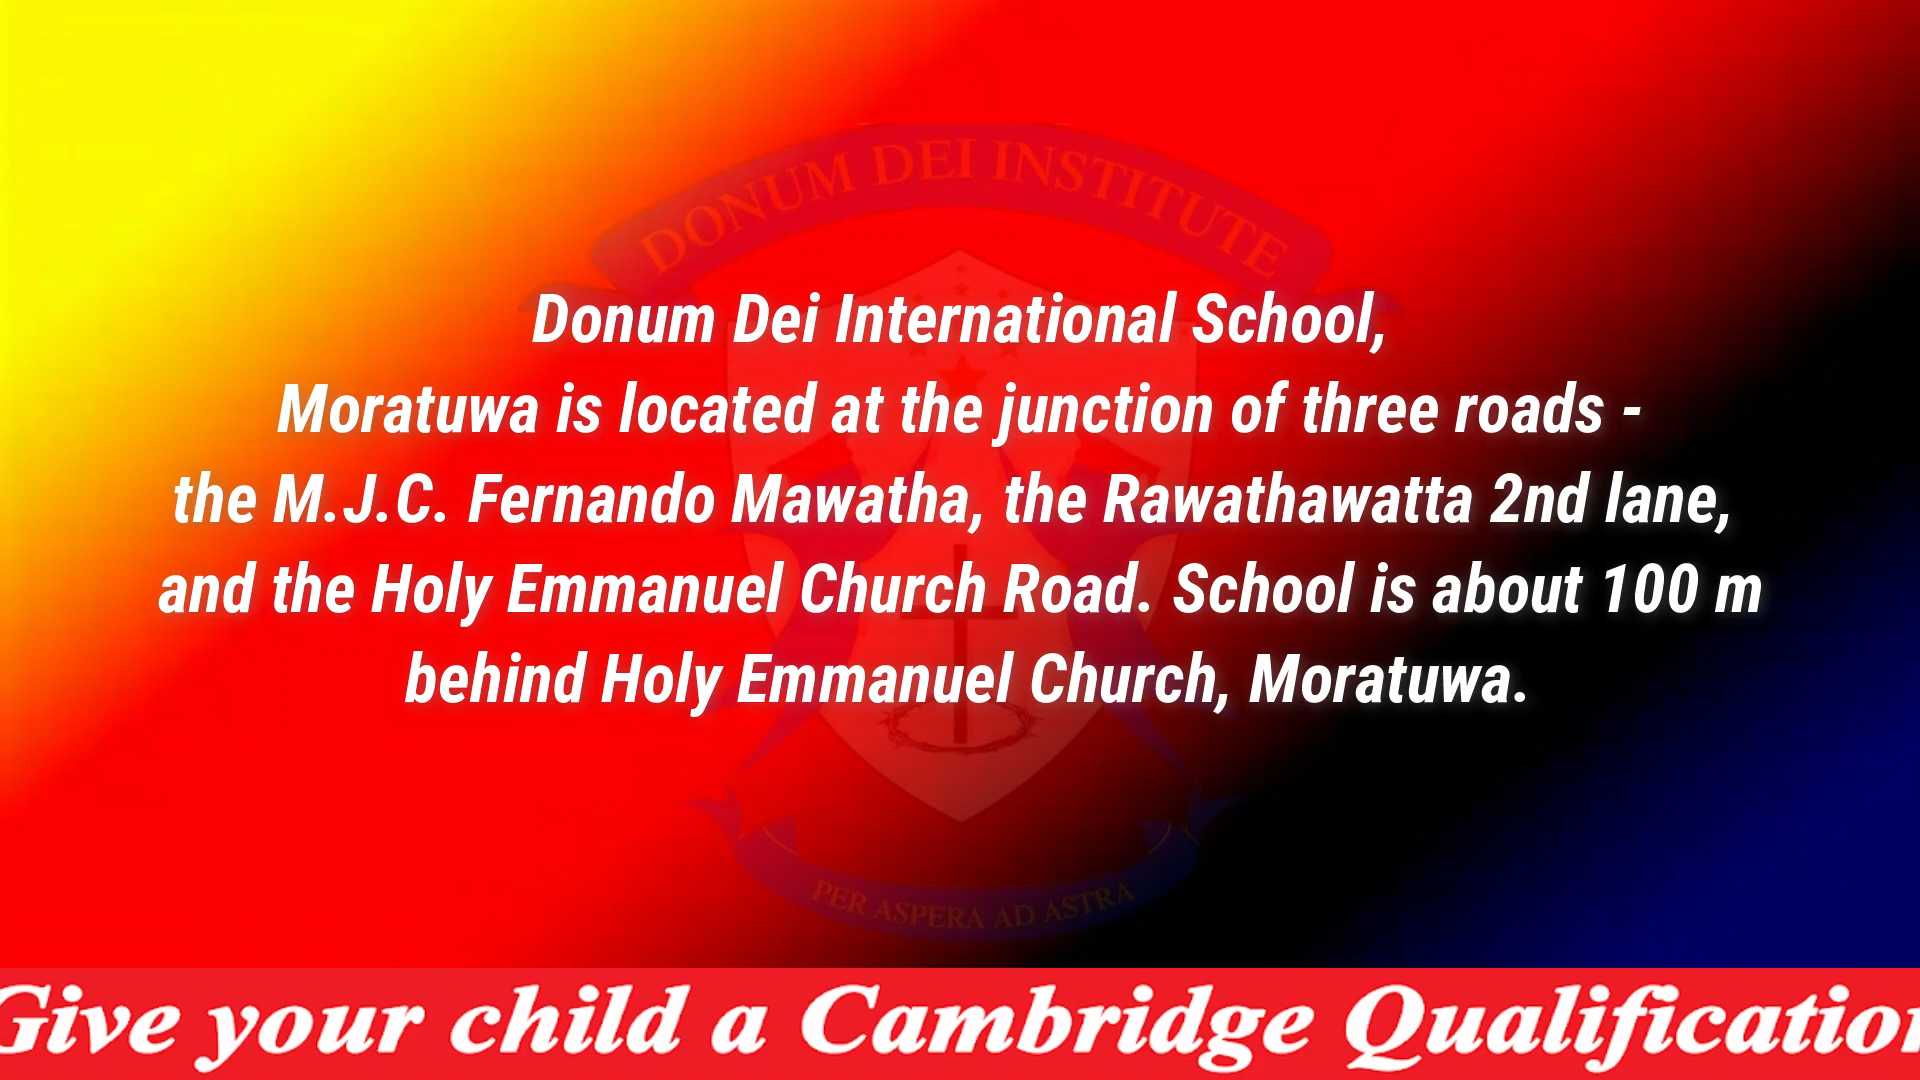 DONUM DEI INSTITUTE
Donum Dei International School,
Moratuwa is located at the junction of three roads -
the M.J.C. Fernando Mawatha, the Rawathawatta 2nd lane,
and the Holy Emmanuel Church Road. School is about 100 m
behind Holy Emmanuel Church, Moratuwa.
PER ASPERA AD ASTRA
Give your child a Cambridge Qualification